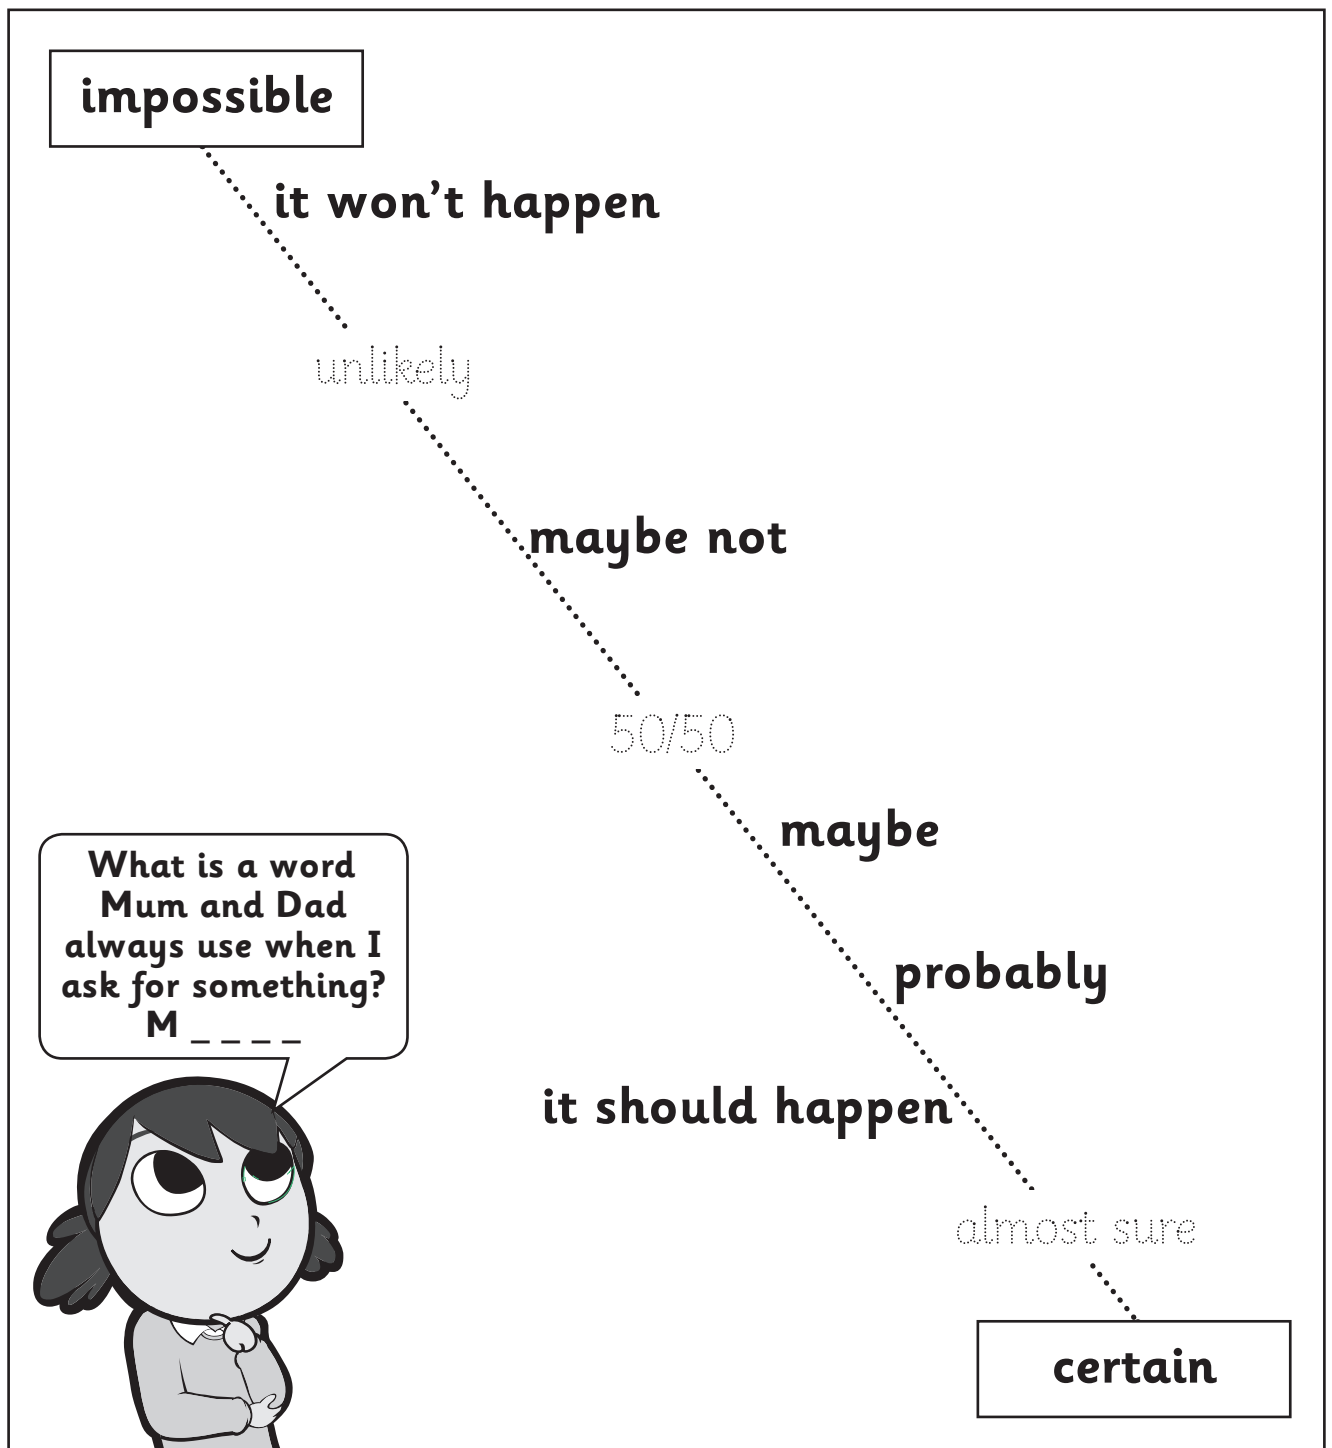 impossible
it won't happen
unlikely
maybe not
50/50
maybe
What is a word
Mum and Dad
always use when I
ask for something?
M _ _ _ _
probably
it should happen
almost sure
certain